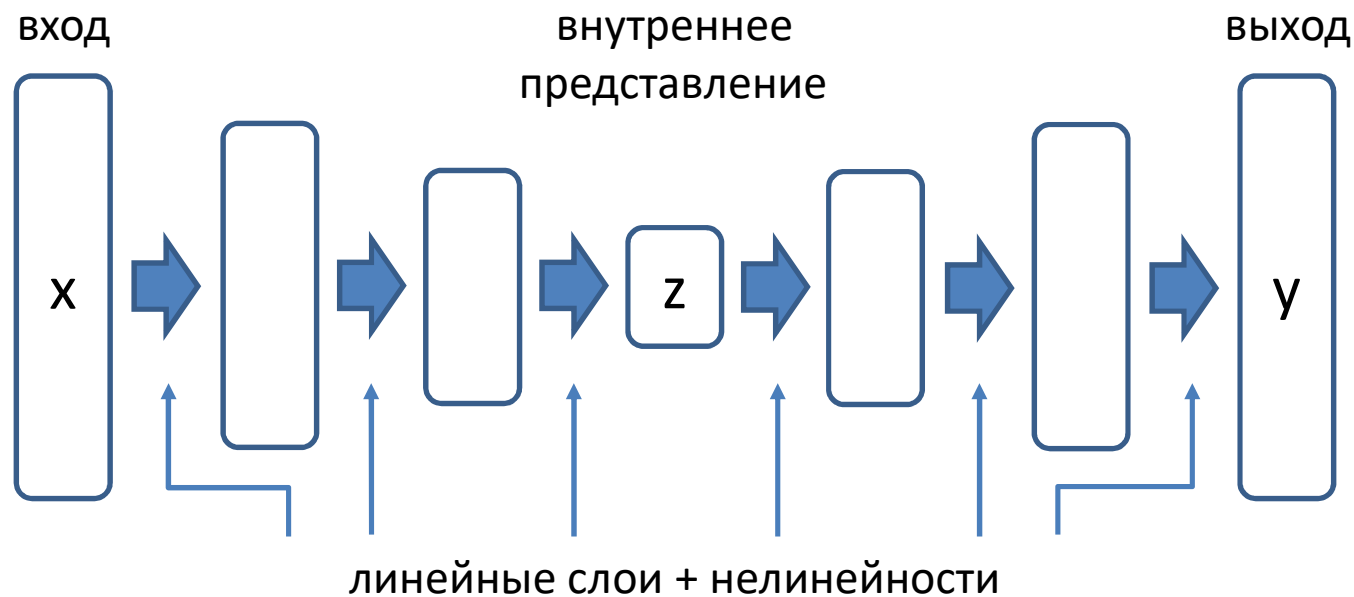 вход
внутреннее
представление
выход
x
z
y
линейные слои + нелинейности